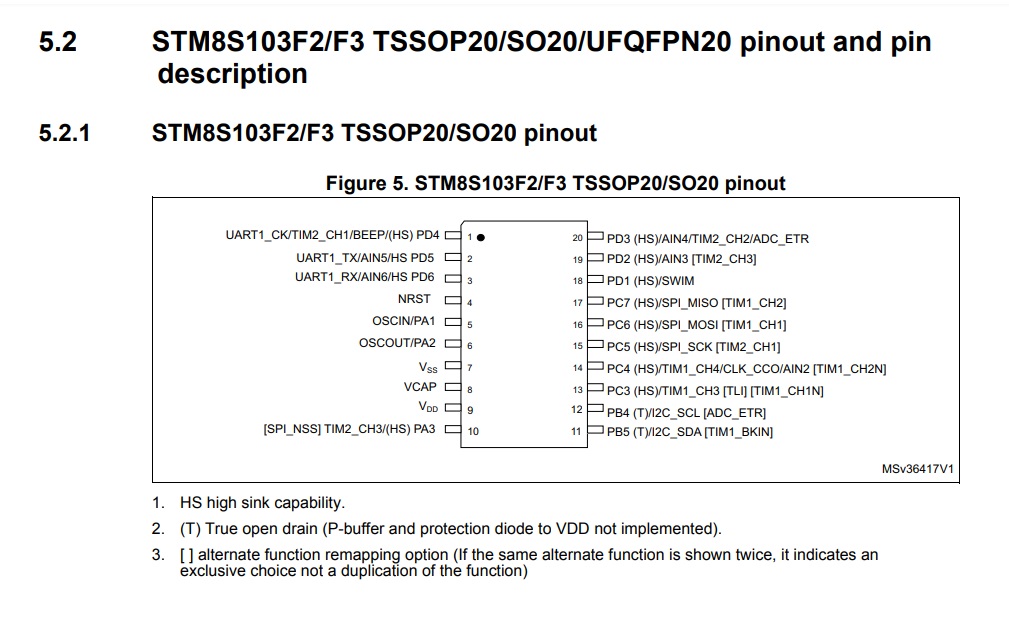 5.2 STM8S103F2/F3 TSSOP20/SO20/UFQFPN20 pinout and pin
description
5.2.1 STM8S103F2/F3 TSSOP20/SO20 pinout
Figure 5. STM8S103F2/F3 TSSOP20/SO20 pinout
UART1_CK/TIM2_CH1/BEEP/(HS) PD4 1 20 PD3 (HS)/AIN4/TIM2_CH2/ADC_ETR
UART1_TX/AIN5/HS PD5 2 19 PD2 (HS)/AIN3 [TIM2_CH3]
UART1_RX/AIN6/HS PD6 3 18 PD1 (HS)/SWIM
NRST 4 17 PC7 (HS)/SPI_MISO [TIM1_CH2]
OSCIN/PA1 5 16 PC6 (HS)/SPI_MOSI [TIM1_CH1]
OSCOUT/PA2 6 15 PC5 (HS)/SPI_SCK [TIM2_CH1]
VSS 7 14 PC4 (HS)/TIM1_CH4/CLK_CCO/AIN2 [TIM1_CH2N]
VCAP 8 13 PC3 (HS)/TIM1_CH3 [TLI] [TIM1_CH1N]
VDD 9 12 PB4 (T)/I2C_SCL [ADC_ETR]
[SPI_NSS] TIM2_CH3/(HS) PA3 10 11 PB5 (T)/I2C_SDA [TIM1_BKIN]
MSv36417V1
1. HS high sink capability.
2. (T) True open drain (P-buffer and protection diode to VDD not implemented).
3. [ ] alternate function remapping option (If the same alternate function is shown twice, it indicates an
exclusive choice not a duplication of the function)